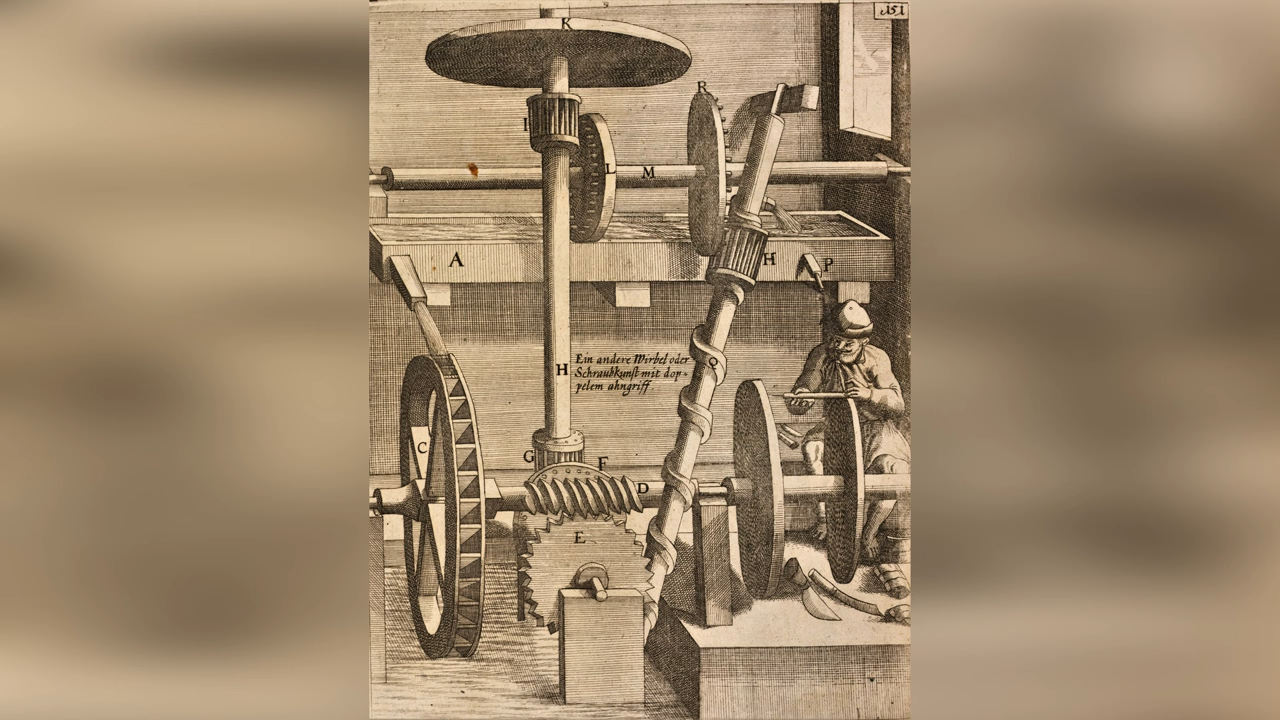 151
K
R
I
L
M
A
H
P
Ein andere Wirbel oder
Schraubkunst mit dop-
pelem ahngriff
H
Q
C
G
F
D
E